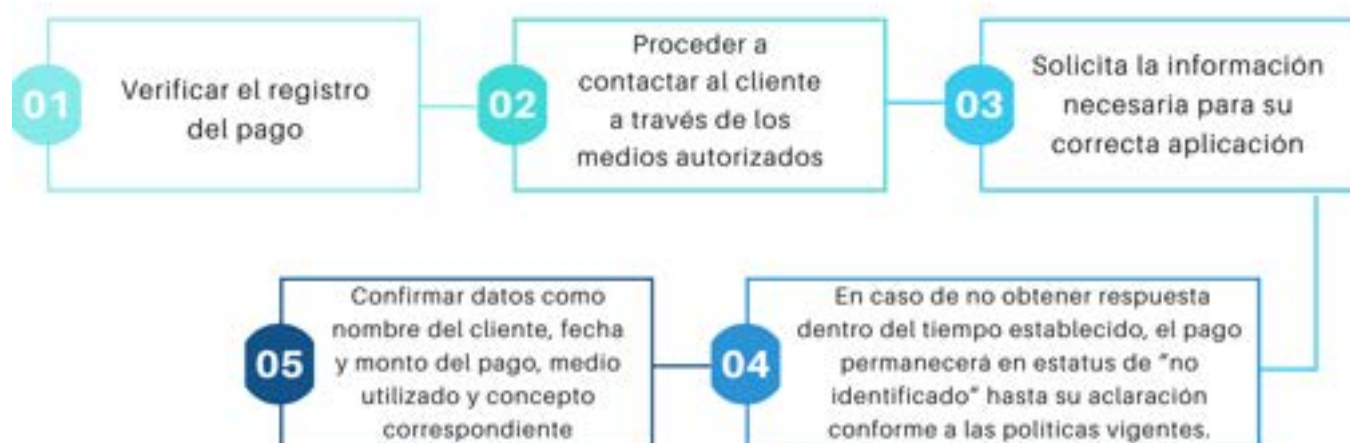 01
Verificar el registro
del pago
02
Proceder a
contactar al cliente
a través de los
medios autorizados
03
Solicita la información
necesaria para su
correcta aplicación
04
En caso de no obtener respuesta
dentro del tiempo establecido, el pago
permanecerá en estatus de “no
identificado” hasta su aclaración
conforme a las políticas vigentes.
05
Confirmar datos como
nombre del cliente, fecha
y monto del pago, medio
utilizado y concepto
correspondiente